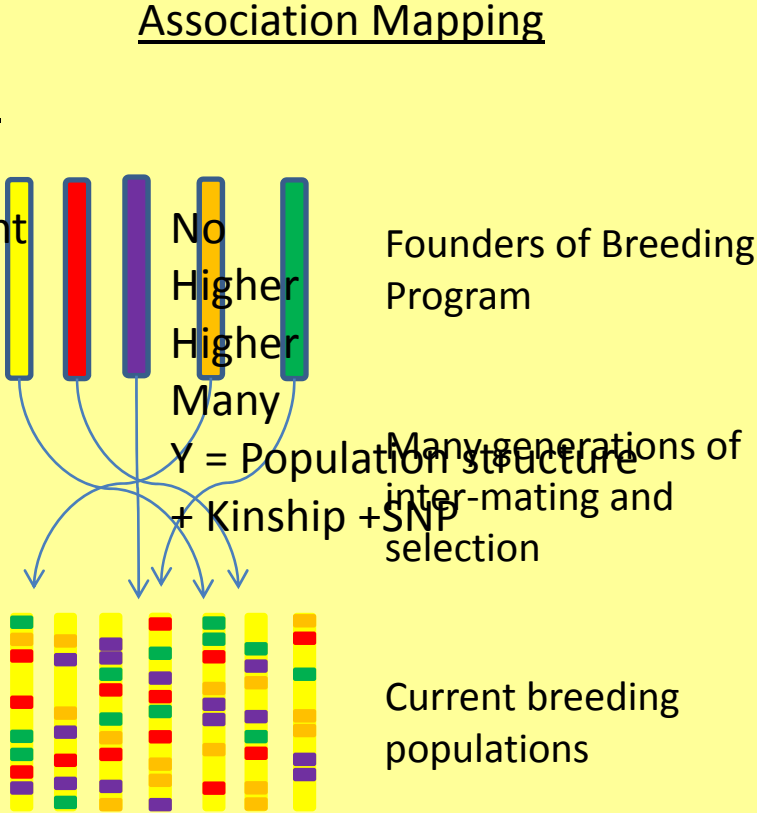 Association Mapping
nt
No
Higher
Higher
Many
Y = Population structure
+ Kinship +SNP
Founders of Breeding
Program
Many generations of
inter-mating and
selection
Current breeding
populations